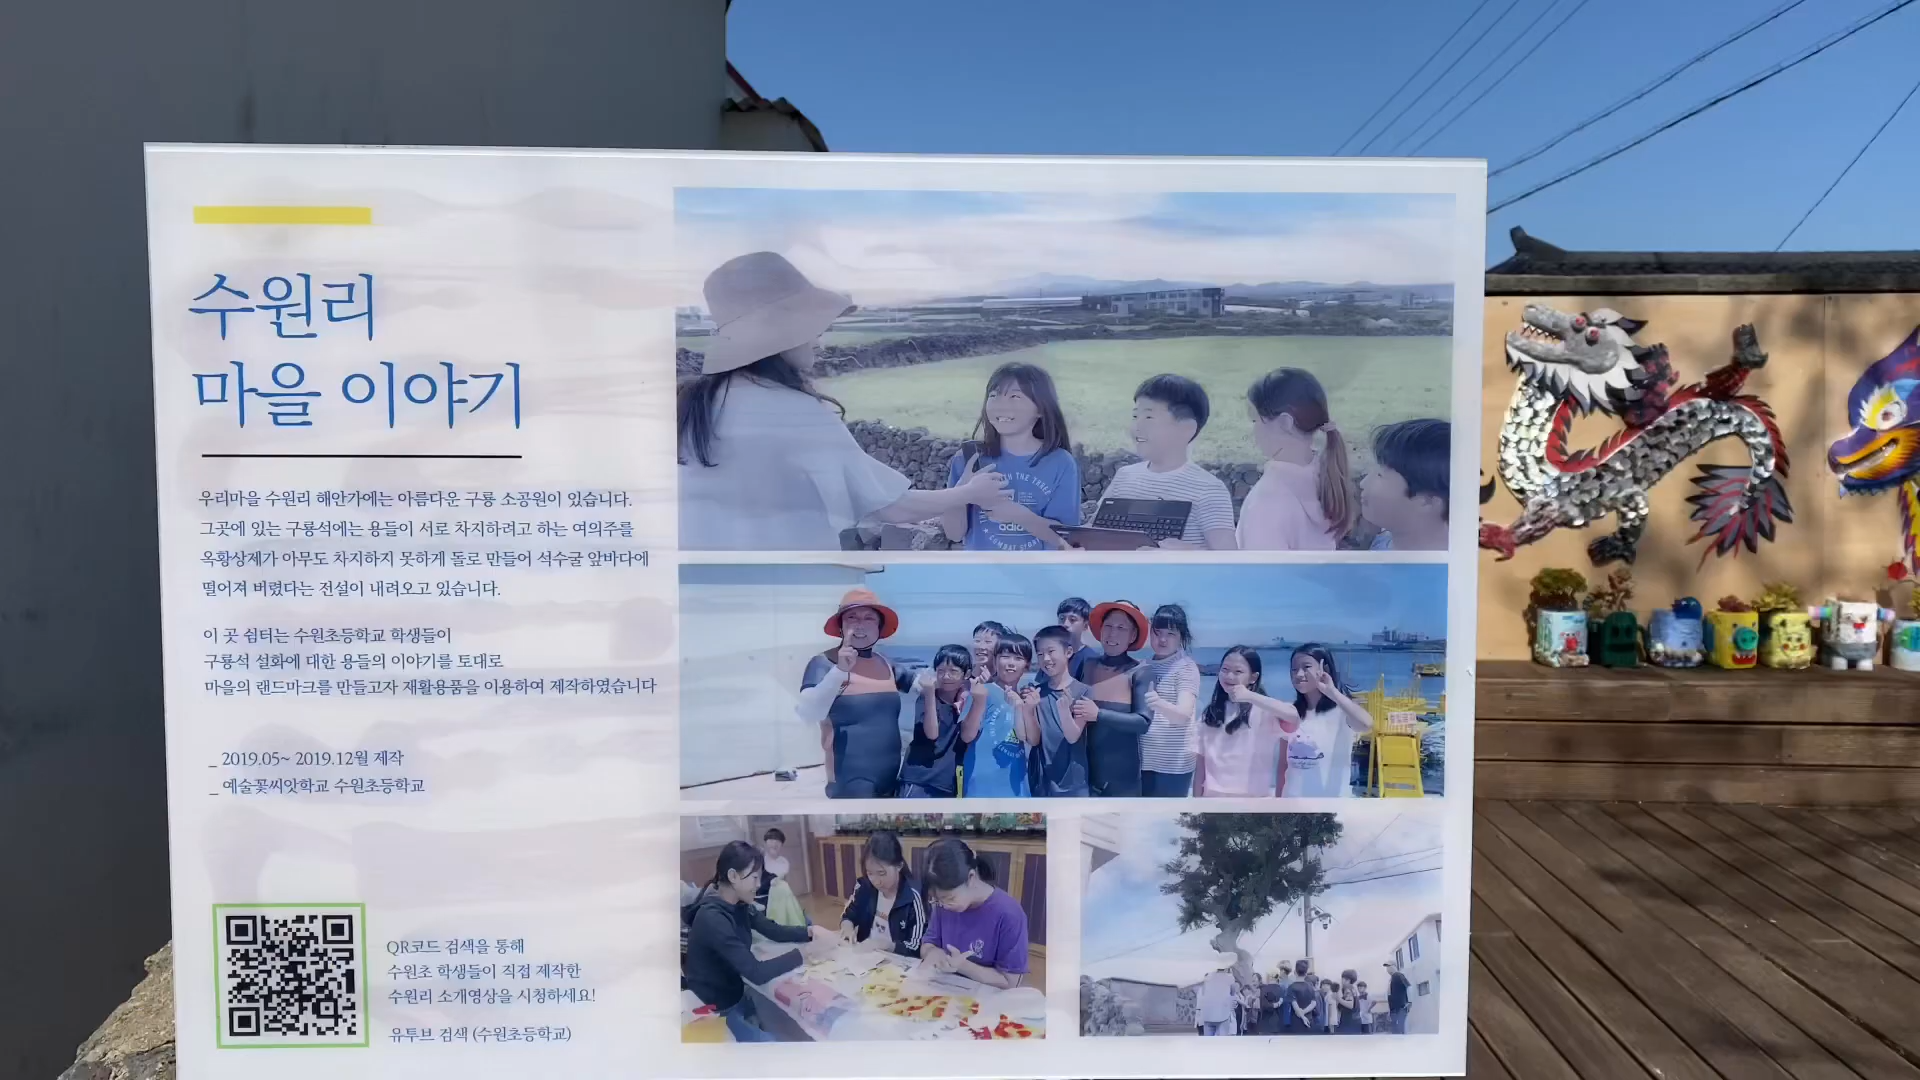 수원리
마을 이야기
우리마을 수원리 해안가에는 아름다운 구룡 소공원이 있습니다.
그곳에 있는 구룡석에는 용들이 서로 차지하려고 하는 여의주를
옥황상제가 아무도 차지하지 못하게 돌로 만들어 석수굴 앞바다에
떨어져 버렸다는 전설이 내려오고 있습니다.
이 곳 쉼터는 수원초등학교 학생들이
구룡석 설화에 대한 용들의 이야기를 토대로
마을의 랜드마크를 만들고자 재활용품을 이용하여 제작하였습니다
_ 2019.05~ 2019.12월 제작
_ 예술꽃씨앗학교 수원초등학교
QR코드 검색을 통해
수원초 학생들이 직접 제작한
수원리 소개영상을 시청하세요!
유투브 검색 (수원초등학교)